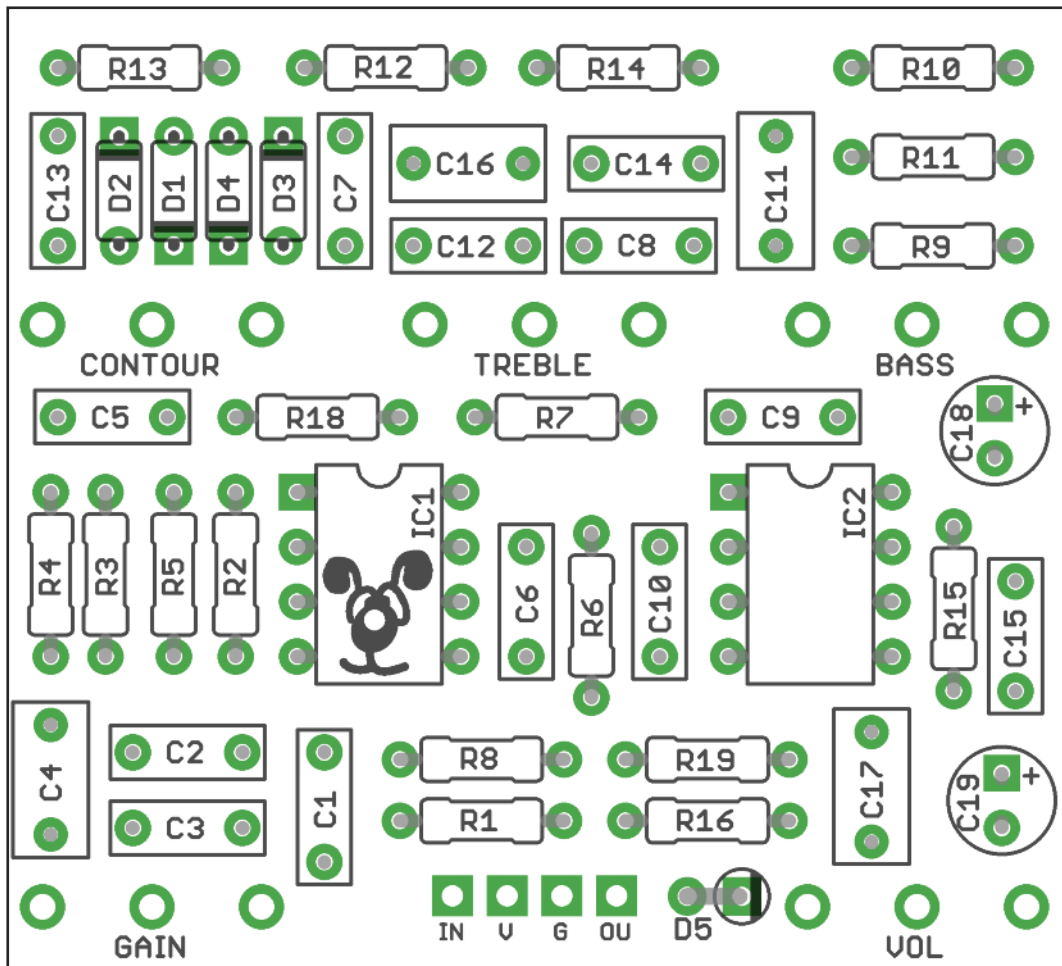 R13 R12 R14 R10
C13 D2 D1 D4 D3 C7 C16 C14 C11 R11
C12 C8 R9
CONTOUR TREBLE BASS
C5 R18 R7 C9 C18 +
R4 R3 R5 R2 IC1 C6 R6 C10 IC2 R15 C15
C4 C2 C1 R8 R19 C17 C19 +
C3 R1 R16
IN V G OU D5
GAIN VOL